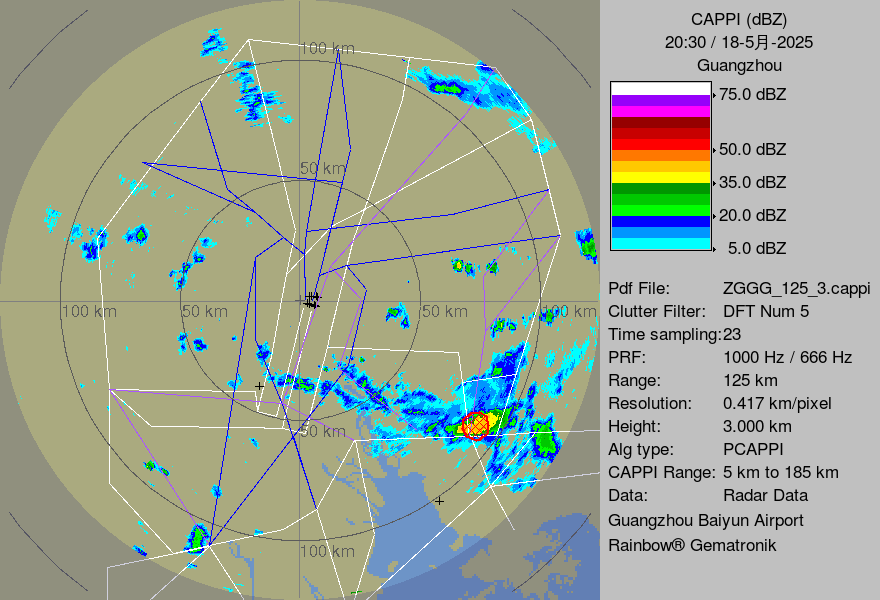 CAPPI (dBZ)
20:30 / 18-5月-2025
Guangzhou
75.0 dBZ
50.0 dBZ
35.0 dBZ
20.0 dBZ
5.0 dBZ
Pdf File: ZGGG_125_3.cappi
Clutter Filter: DFT Num 5
Time sampling:23
PRF: 1000 Hz / 666 Hz
Range: 125 km
Resolution: 0.417 km/pixel
Height: 3.000 km
Alg type: PCAPPI
CAPPI Range: 5 km to 185 km
Data: Radar Data
Guangzhou Baiyun Airport
Rainbow® Gematronik
100 km
50 km
100 km 50 km 50 km 100 km
50 km
100 km